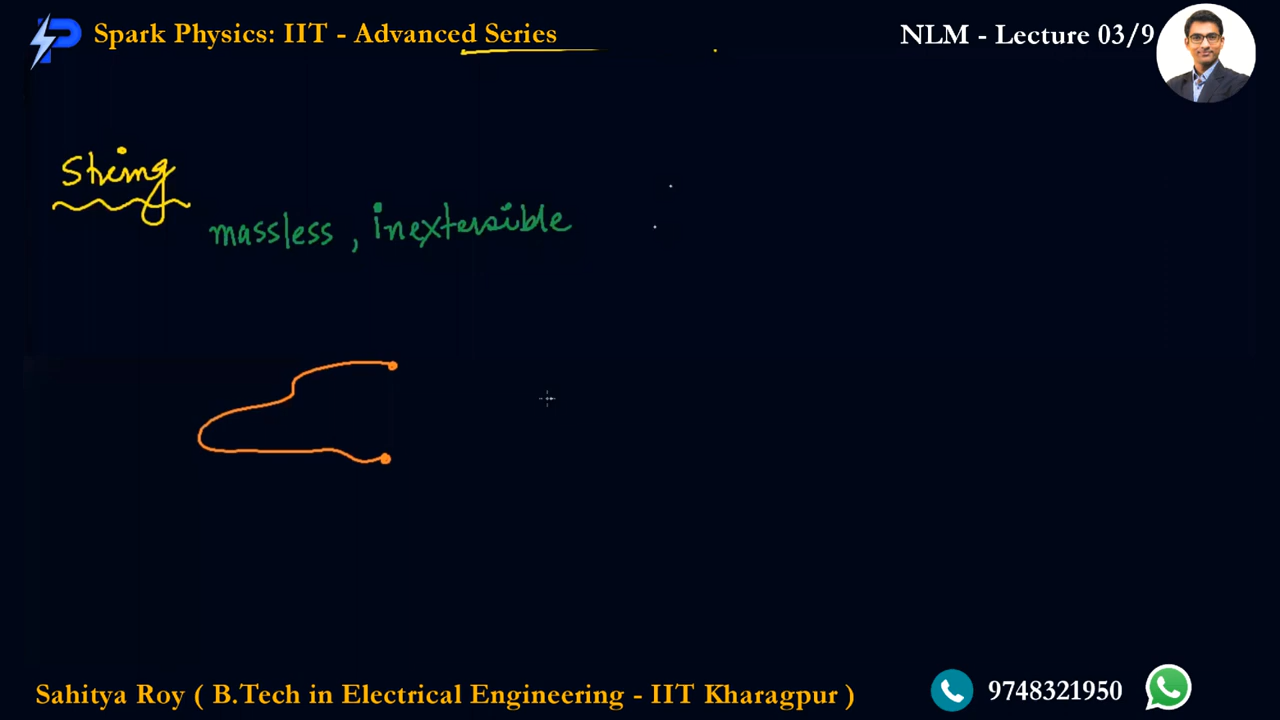 Spark Physics: IIT - Advanced Series
NLM - Lecture 03/9
String
massless, inextensible
Sahitya Roy ( B.Tech in Electrical Engineering - IIT Kharagpur )
9748321950